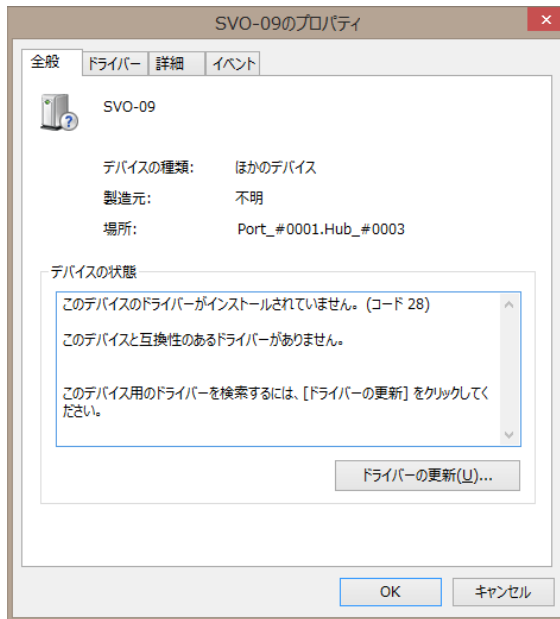 SVO-09のプロパティ
全般 ドライバー 詳細 イベント
SVO-09
デバイスの種類: ほかのデバイス
製造元: 不明
場所: Port_#0001.Hub_#0003
デバイスの状態
このデバイスのドライバーがインストールされていません。 (コード 28)
このデバイスと互換性のあるドライバーがありません。
このデバイス用のドライバーを検索するには、[ドライバーの更新] をクリックしてく
ださい。
ドライバーの更新(U)...
OK キャンセル